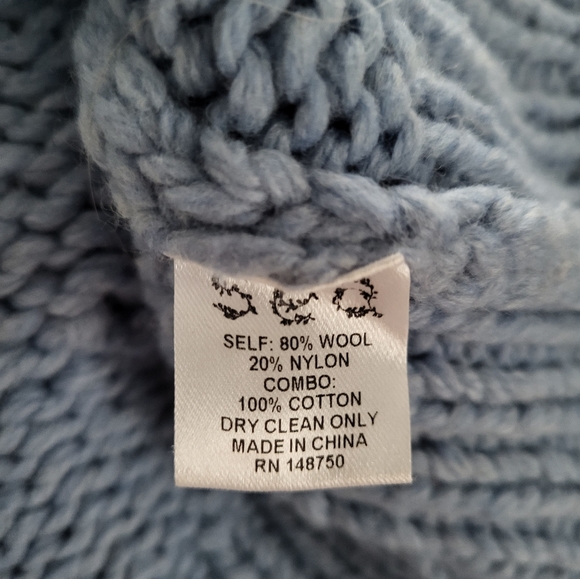 SELF: 80% WOOL
20% NYLON
COMBO:
100% COTTON
DRY CLEAN ONLY
MADE IN CHINA
RN 148750